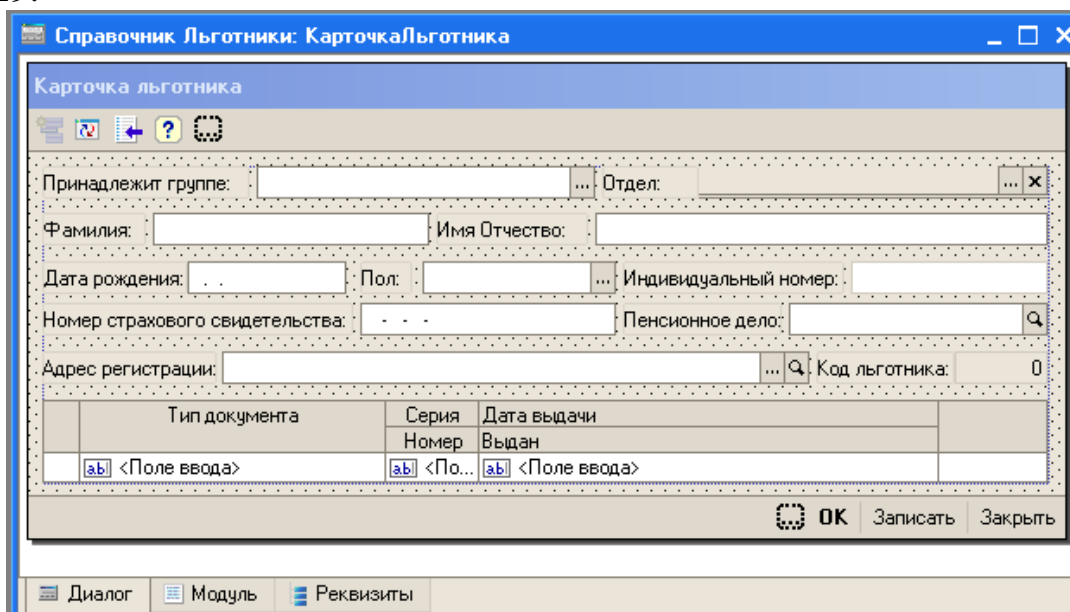 Справочник Льготники: КарточкаЛьготника
Карточка льготника
Принадлежит группе: ... Отдел: ... x
Фамилия: Имя Отчество:
Дата рождения: . . Пол: ... Индивидуальный номер:
Номер страхового свидетельства: - - - Пенсионное дело:
Адрес регистрации: ... Код льготника: 0
Тип документа Серия Дата выдачи
Номер Выдан
<Поле ввода> <По... <Поле ввода>
OK Записать Закрыть
Диалог Модуль Реквизиты